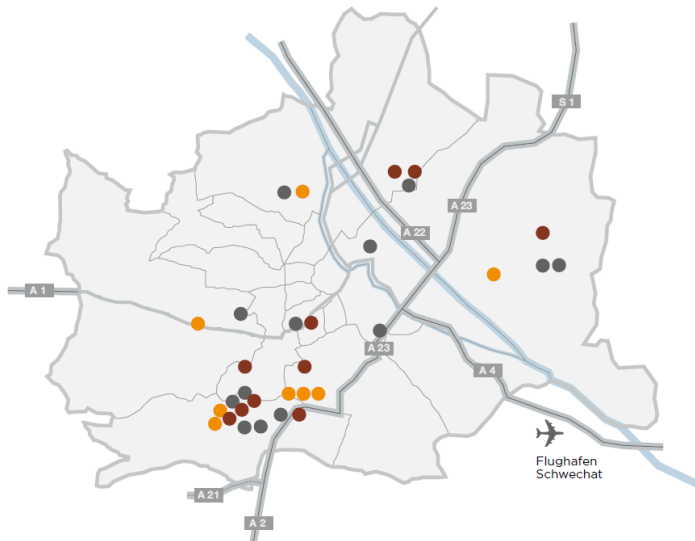 S 1
A 23
A 22
A 1
A 23
A 4
Flughafen
Schwechat
A 21
A 2